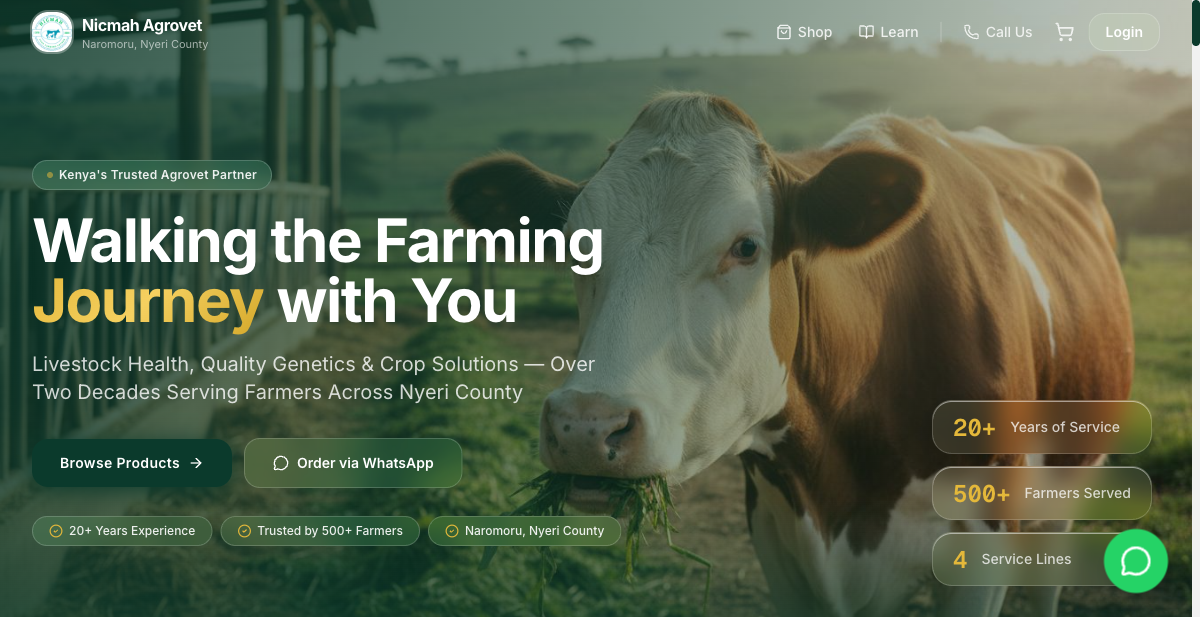 Nicmah Agrovet
Naromoru, Nyeri County
Shop
Learn
Call Us
Login
Kenya's Trusted Agrovet Partner
Walking the Farming
Journey with You
Livestock Health, Quality Genetics & Crop Solutions — Over
Two Decades Serving Farmers Across Nyeri County
Browse Products
Order via WhatsApp
20+ Years Experience
Trusted by 500+ Farmers
Naromoru, Nyeri County
20+ Years of Service
500+ Farmers Served
4 Service Lines